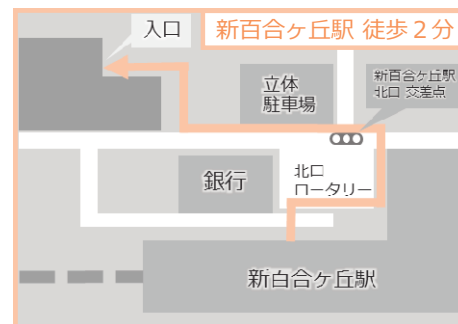 入口
新百合ヶ丘駅 徒歩２分
立体
駐車場
新百合ヶ丘駅
北口 交差点
銀行
北口
ロータリー
新百合ヶ丘駅